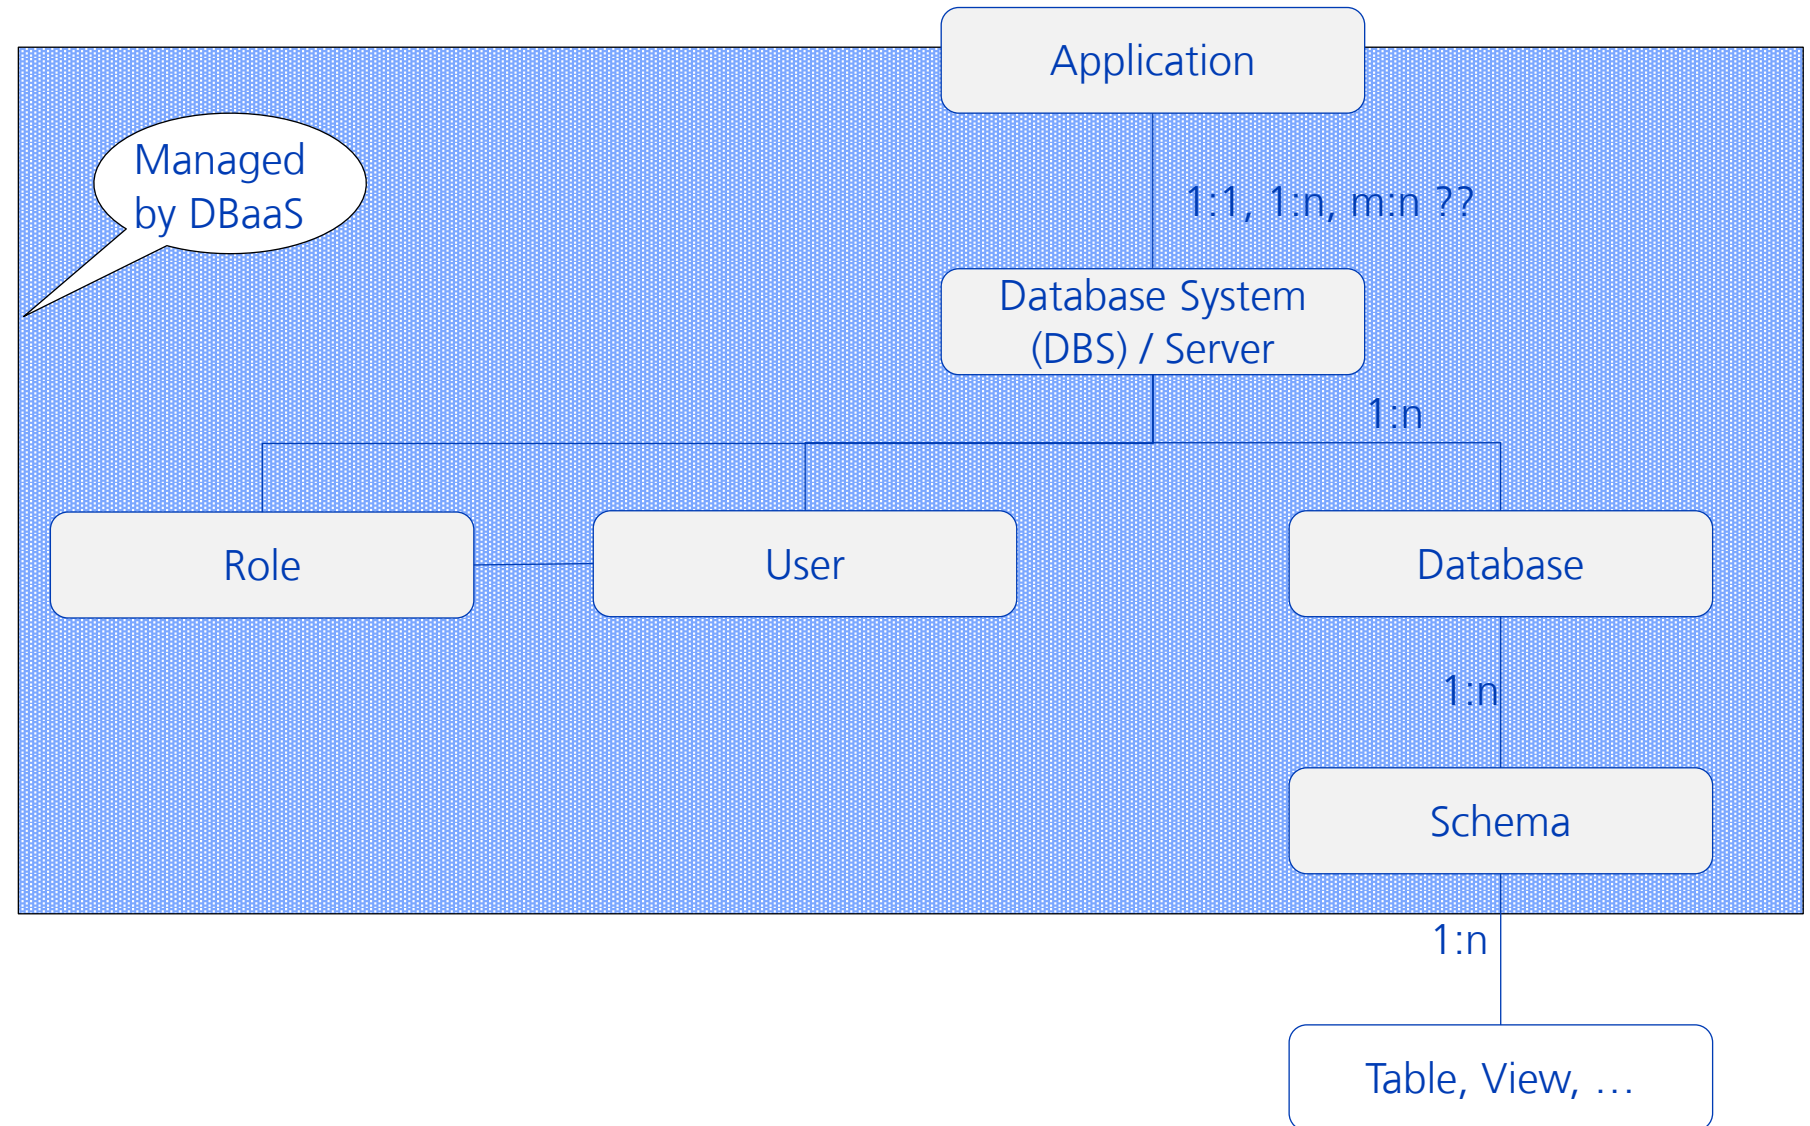 Application
Managed
by DBaaS
1:1, 1:n, m:n ??
Database System
(DBS) / Server
1:n
Role
User
Database
1:n
Schema
1:n
Table, View, …